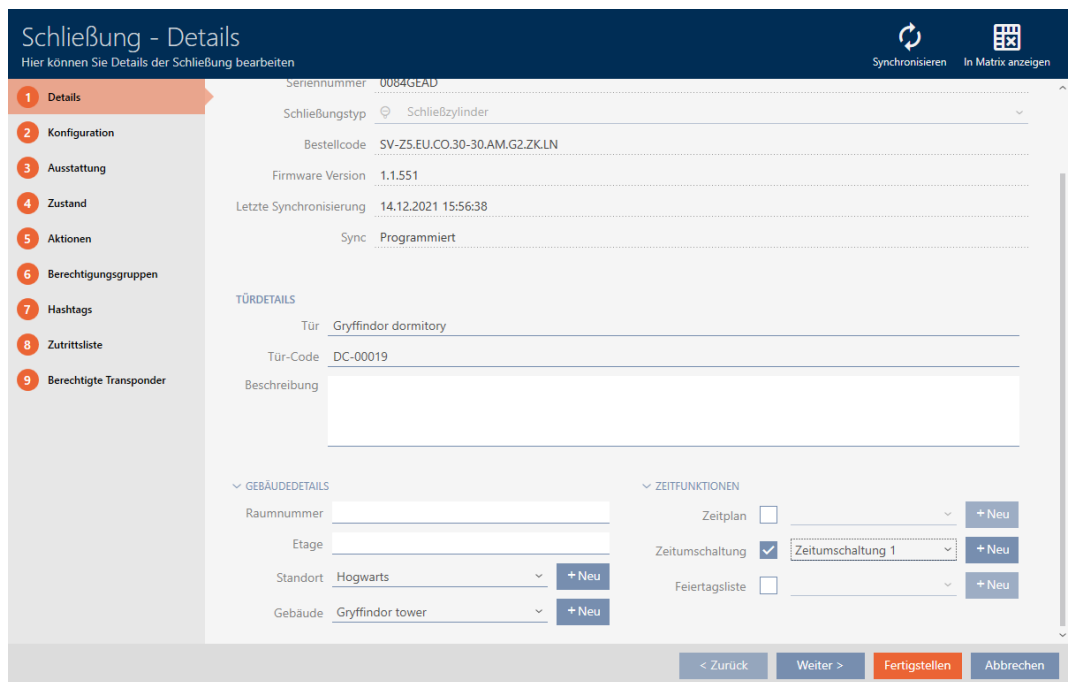 Schließung - Details
Hier können Sie Details der Schließung bearbeiten
Synchronisieren
In Matrix anzeigen
1 Details
2 Konfiguration
3 Ausstattung
4 Zustand
5 Aktionen
6 Berechtigungsgruppen
7 Hashtags
8 Zutrittsliste
9 Berechtigte Transponder
Seriennummer 0084GEAD
Schließungstyp Schließzylinder
Bestellcode SV-Z5.EU.CO.30-30.AM.G2.ZK.LN
Firmware Version 1.1.551
Letzte Synchronisierung 14.12.2021 15:56:38
Sync Programmiert
TÜRDETAILS
Tür Gryffindor dormitory
Tür-Code DC-00019
Beschreibung
GEBÄUDEDETAILS
Raumnummer
Etage
Standort Hogwarts + Neu
Gebäude Gryffindor tower + Neu
ZEITFUNKTIONEN
Zeitplan + Neu
Zeitumschaltung Zeitumschaltung 1 + Neu
Feiertagsliste + Neu
< Zurück
Weiter >
Fertigstellen
Abbrechen